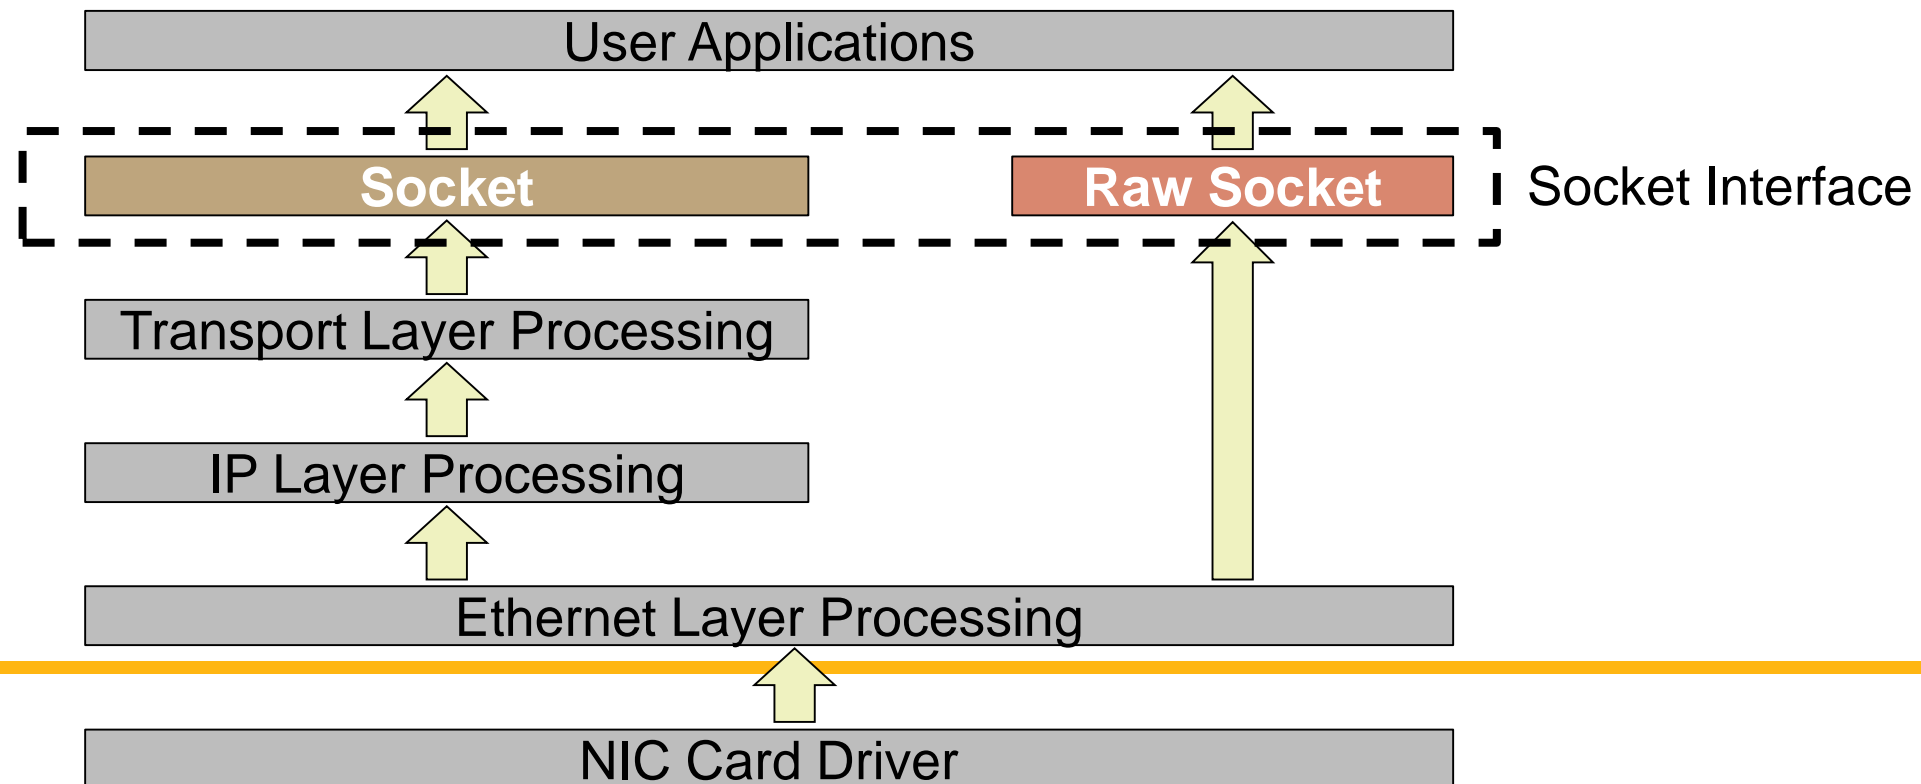 User Applications
Socket
Raw Socket
Socket Interface
Transport Layer Processing
IP Layer Processing
Ethernet Layer Processing
NIC Card Driver